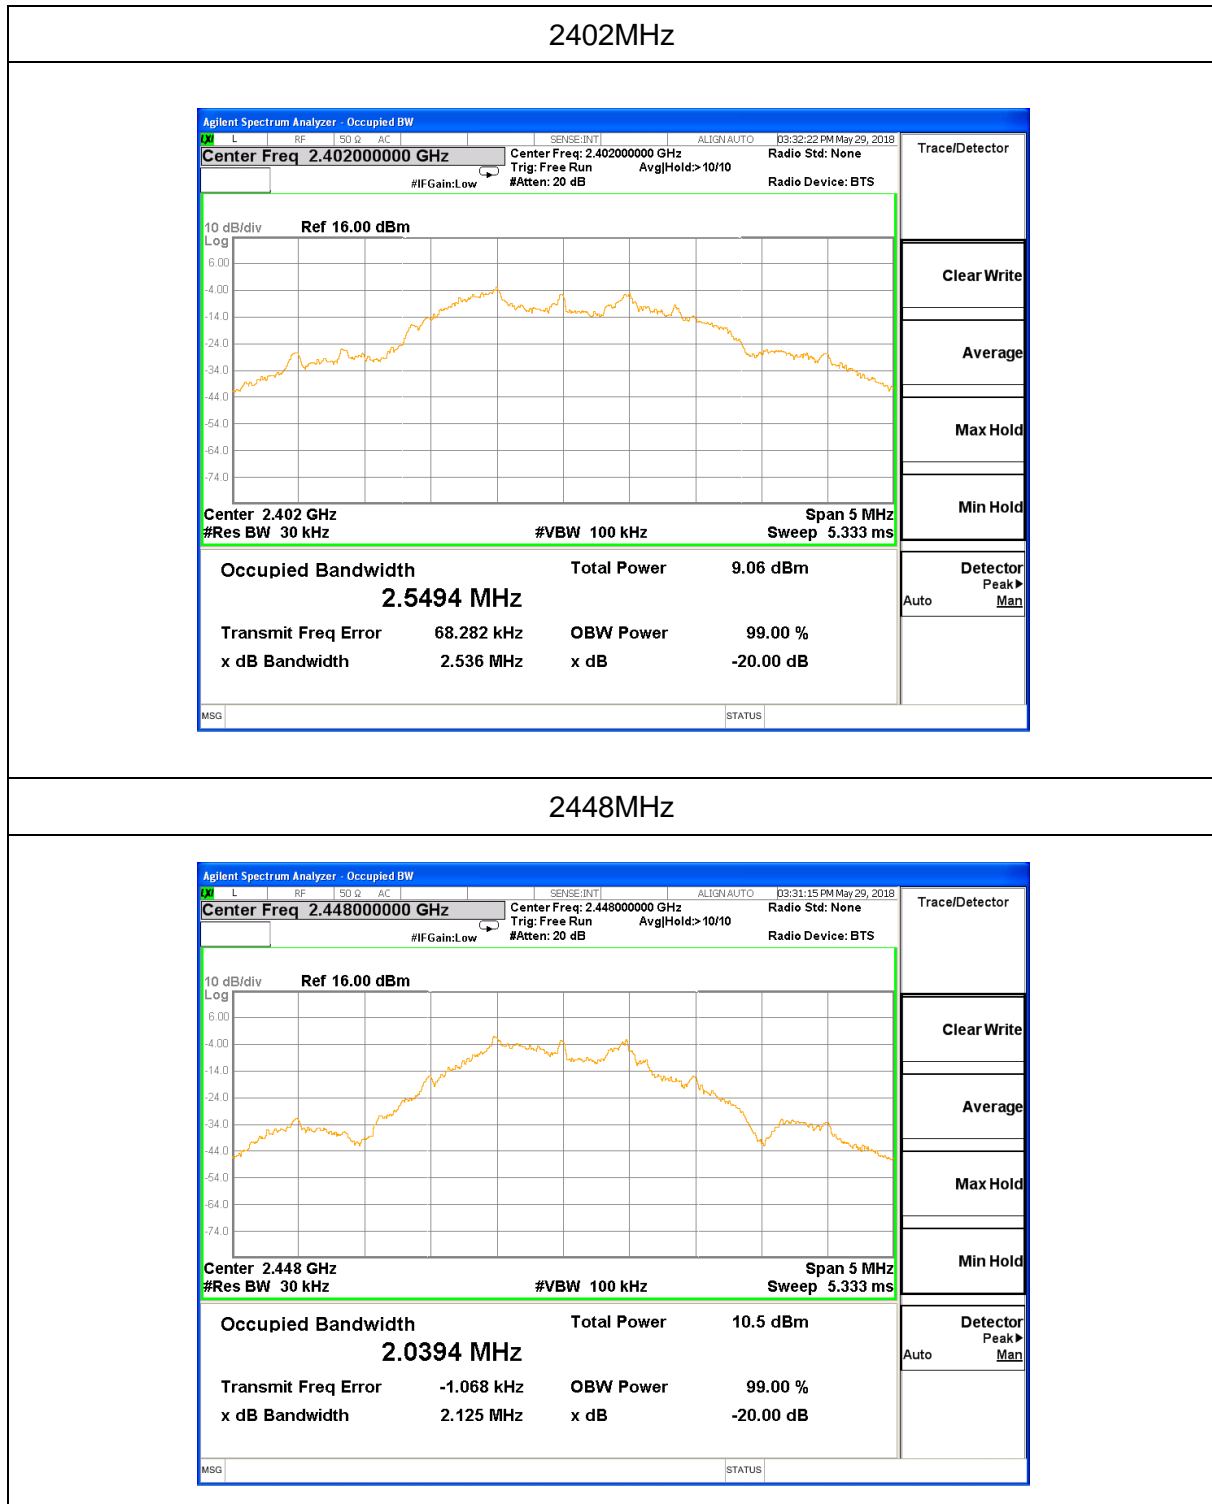 2402MHz
Agilent Spectrum Analyzer - Occupied BW
LXI L RF 50 Ω AC SENSE:INT ALIGN AUTO 03:32:22 PM May 29, 2018
Center Freq 2.402000000 GHz
Center Freq: 2.402000000 GHz Radio Std: None
Trig: Free Run Avg|Hold:>10/10
#IFGain:Low #Atten: 20 dB Radio Device: BTS
Trace/Detector
10 dB/div Ref 16.00 dBm
Log
6.00
-4.00
-14.0
-24.0
-34.0
-44.0
-54.0
-64.0
-74.0
Center 2.402 GHz Span 5 MHz
#Res BW 30 kHz #VBW 100 kHz Sweep 5.333 ms
Clear Write
Average
Max Hold
Min Hold
Detector
Peak▶
Auto Man
Occupied Bandwidth Total Power 9.06 dBm
2.5494 MHz
Transmit Freq Error 68.282 kHz OBW Power 99.00 %
x dB Bandwidth 2.536 MHz x dB -20.00 dB
MSG STATUS
2448MHz
Agilent Spectrum Analyzer - Occupied BW
LXI L RF 50 Ω AC SENSE:INT ALIGN AUTO 03:31:15 PM May 29, 2018
Center Freq 2.448000000 GHz
Center Freq: 2.448000000 GHz Radio Std: None
Trig: Free Run Avg|Hold:>10/10
#IFGain:Low #Atten: 20 dB Radio Device: BTS
Trace/Detector
10 dB/div Ref 16.00 dBm
Log
6.00
-4.00
-14.0
-24.0
-34.0
-44.0
-54.0
-64.0
-74.0
Center 2.448 GHz Span 5 MHz
#Res BW 30 kHz #VBW 100 kHz Sweep 5.333 ms
Clear Write
Average
Max Hold
Min Hold
Detector
Peak▶
Auto Man
Occupied Bandwidth Total Power 10.5 dBm
2.0394 MHz
Transmit Freq Error -1.068 kHz OBW Power 99.00 %
x dB Bandwidth 2.125 MHz x dB -20.00 dB
MSG STATUS